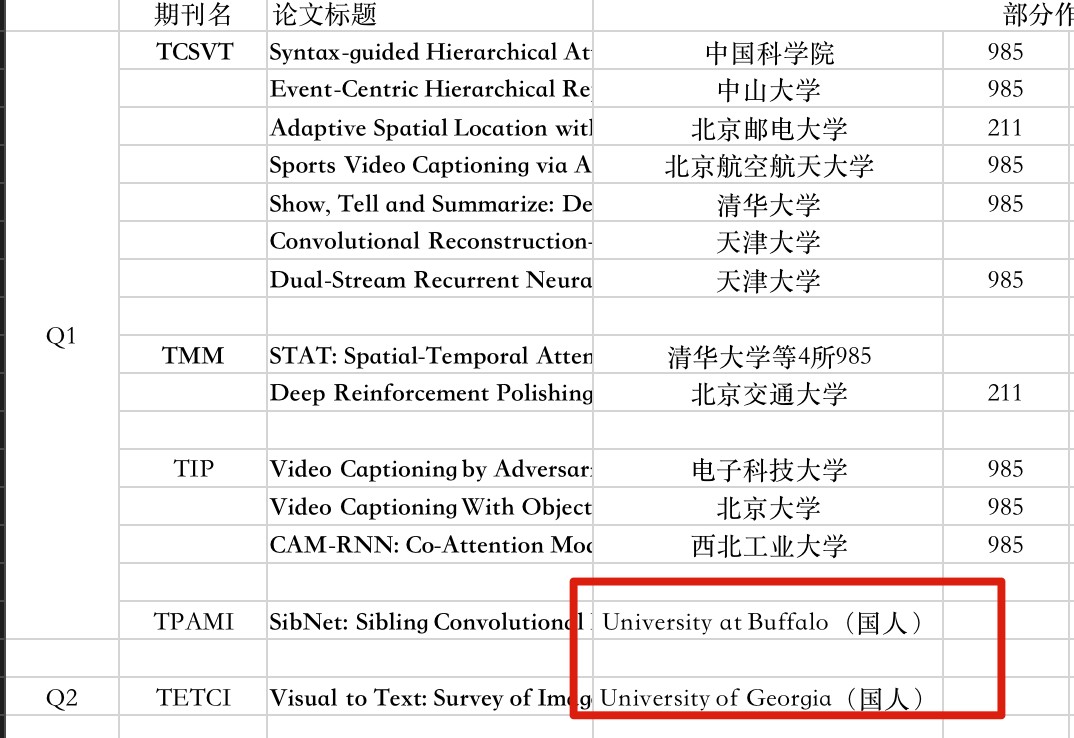 期刊名 论文标题 部分作
TCSVT Syntax-guided Hierarchical At 中国科学院 985
Event-Centric Hierarchical Re 中山大学 985
Adaptive Spatial Location wit 北京邮电大学 211
Sports Video Captioning via A 北京航空航天大学 985
Show, Tell and Summarize: De 清华大学 985
Convolutional Reconstruction- 天津大学
Dual-Stream Recurrent Neura 天津大学 985
Q1
TMM STAT: Spatial-Temporal Atten 清华大学等4所985
Deep Reinforcement Polishing 北京交通大学 211
TIP Video Captioning by Adversar 电子科技大学 985
Video Captioning With Object 北京大学 985
CAM-RNN: Co-Attention Mod 西北工业大学 985
TPAMI SibNet: Sibling Convolutional University at Buffalo（国人）
Q2 TETCI Visual to Text: Survey of Imag University of Georgia（国人）